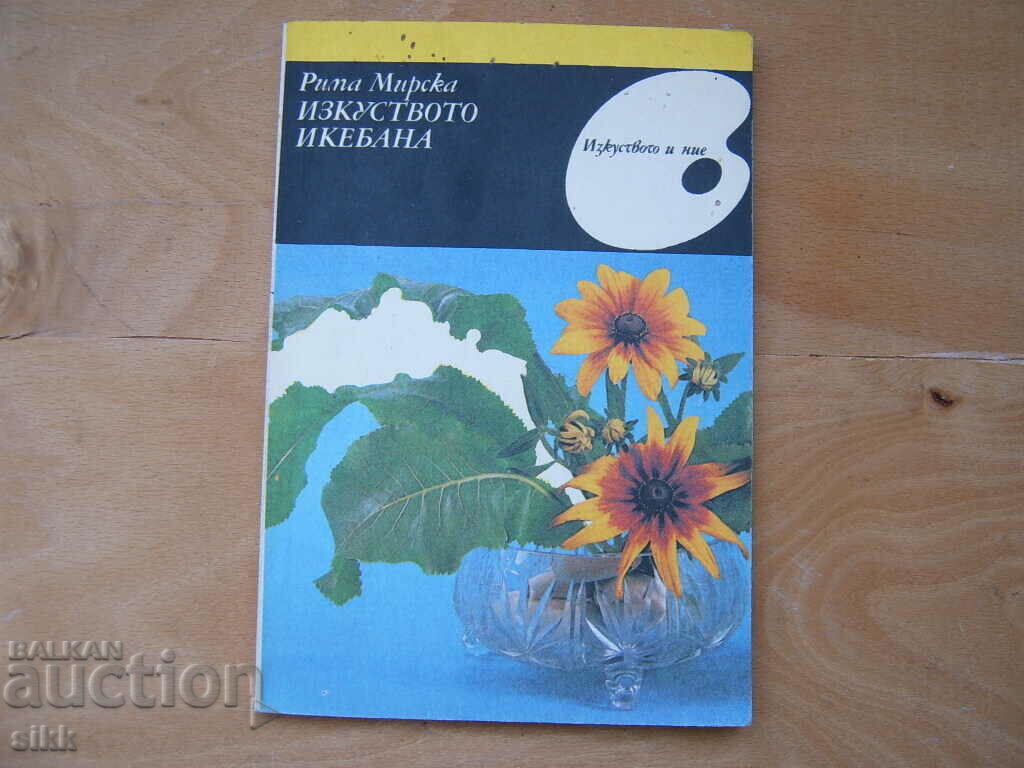 Рима Мирска
ИЗКУСТВОТО
ИКЕБАНА
Изкуството и ние
BALKAN
auction
sikk